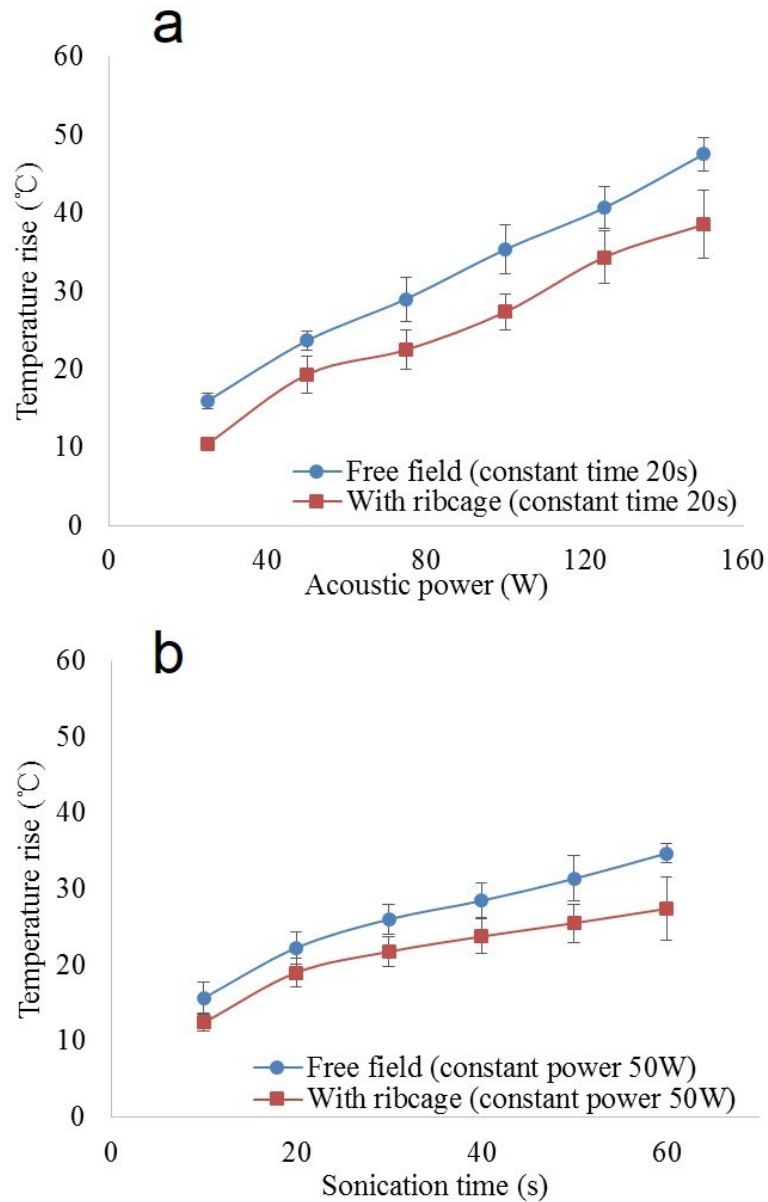 a
60
50
40
30
20
10
0
Temperature rise (℃)
Free field (constant time 20s)
With ribcage (constant time 20s)
0 40 80 120 160
Acoustic power (W)
b
60
50
40
30
20
10
0
Temperature rise (℃)
Free field (constant power 50W)
With ribcage (constant power 50W)
0 20 40 60
Sonication time (s)